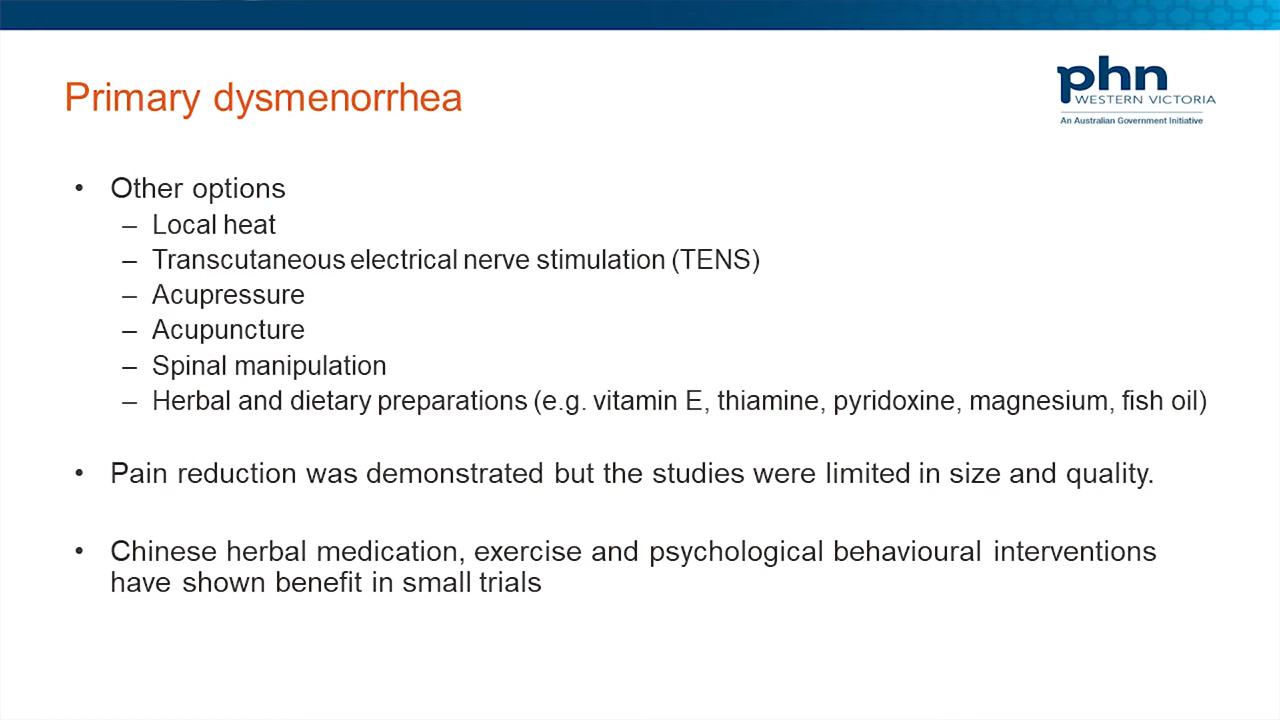 phn
WESTERN VICTORIA
An Australian Government Initiative
Primary dysmenorrhea
• Other options
– Local heat
– Transcutaneous electrical nerve stimulation (TENS)
– Acupressure
– Acupuncture
– Spinal manipulation
– Herbal and dietary preparations (e.g. vitamin E, thiamine, pyridoxine, magnesium, fish oil)
• Pain reduction was demonstrated but the studies were limited in size and quality.
• Chinese herbal medication, exercise and psychological behavioural interventions
have shown benefit in small trials